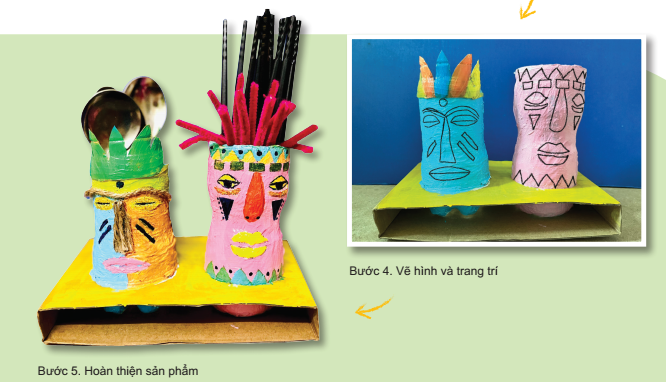 Bước 4. Vẽ hình và trang trí
Bước 5. Hoàn thiện sản phẩm